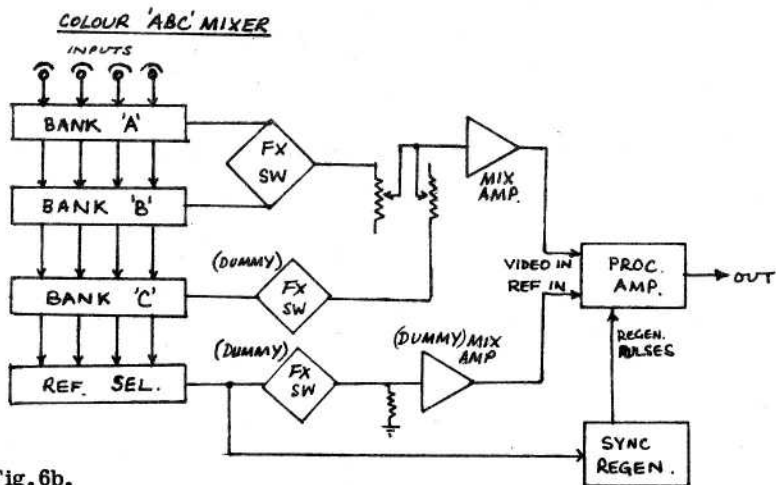 COLOUR 'ABC' MIXER
INPUTS
BANK 'A'
FX
SW
MIX
AMP.
BANK 'B'
(DUMMY)
VIDEO IN
REF IN
PROC.
AMP.
OUT
BANK 'C'
FX
SW
(DUMMY)
(DUMMY) MIX
AMP
REGEN.
PULSES
REF. SEL.
FX
SW
SYNC
REGEN.
Fig. 6b.